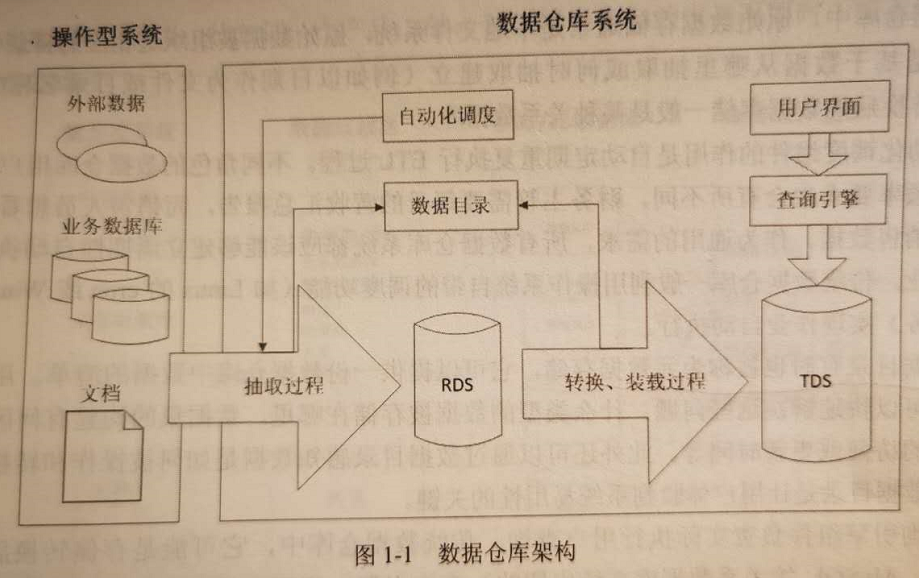 操作型系统
数据仓库系统
外部数据
自动化调度
用户界面
数据目录
查询引擎
业务数据库
抽取过程
RDS
转换、装载过程
TDS
文档
图 1-1 数据仓库架构